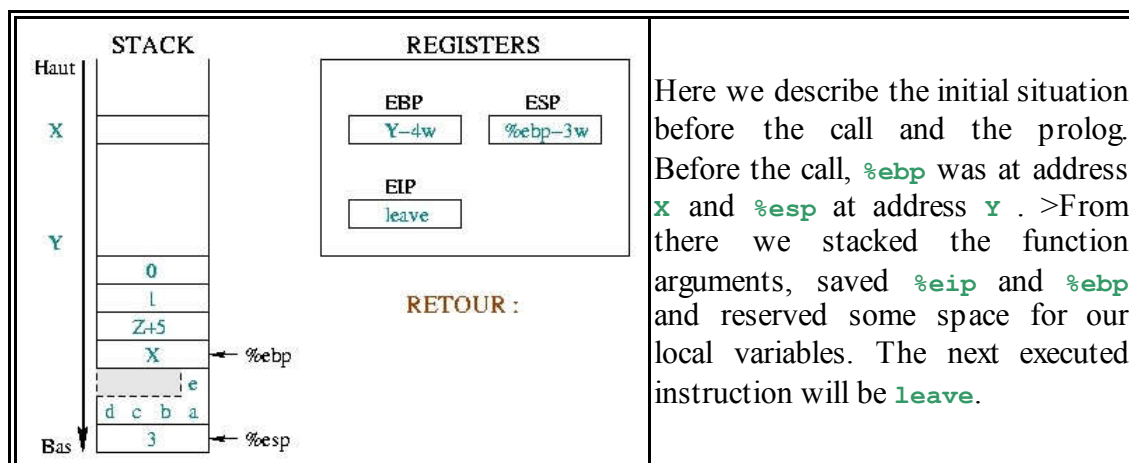 STACK
REGISTERS
Haut
EBP ESP
X
Y−4w %ebp−3w
EIP
leave
Y
0
1
RETOUR :
Z+5
X %ebp
e
d c b a
3 %esp
Bas
Here we describe the initial situation
before the call and the prolog.
Before the call, %ebp was at address
X and %esp at address Y . >From
there we stacked the function
arguments, saved %eip and %ebp
and reserved some space for our
local variables. The next executed
instruction will be leave.